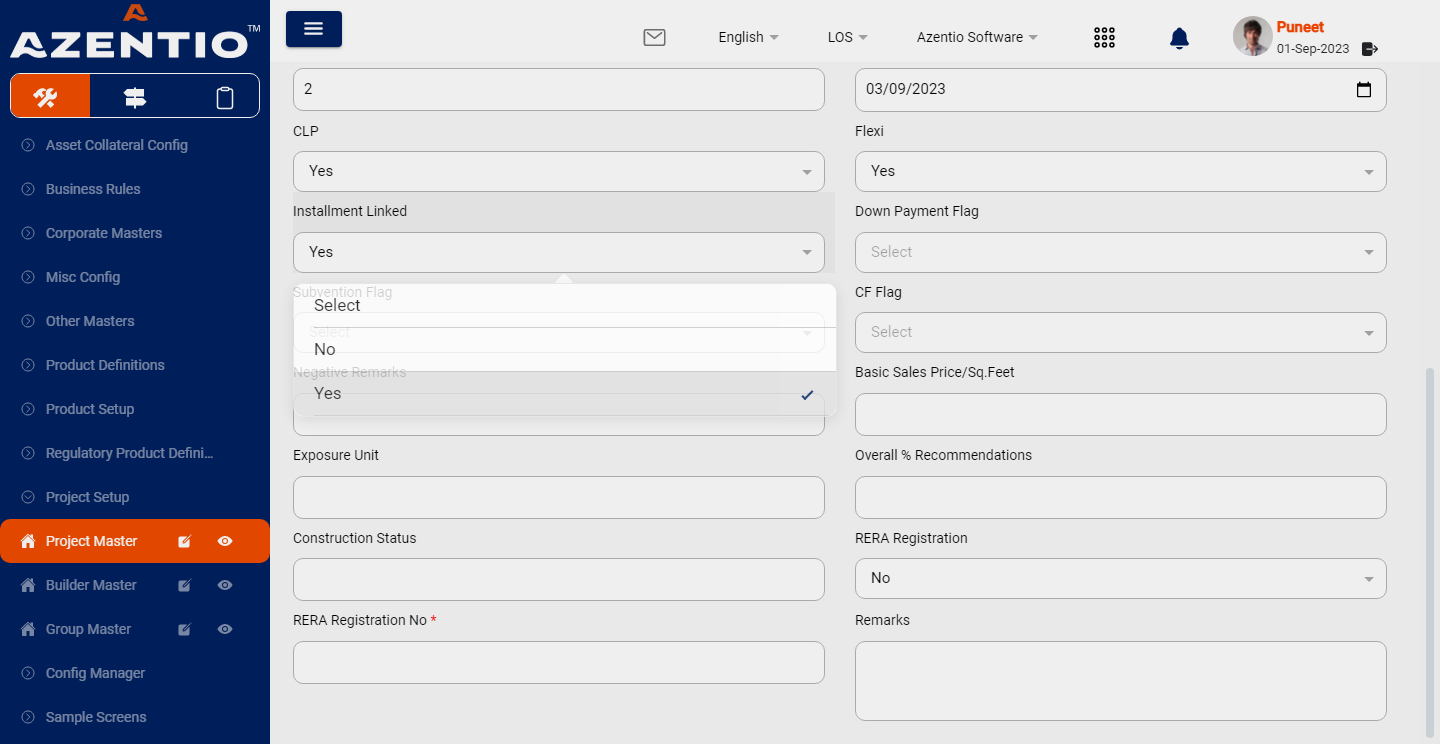 AZENTIO™
Asset Collateral Config
Business Rules
Corporate Masters
Misc Config
Other Masters
Product Definitions
Product Setup
Regulatory Product Defini...
Project Setup
Project Master
Builder Master
Group Master
Config Manager
Sample Screens
English
LOS
Azentio Software
Puneet
01-Sep-2023
2
03/09/2023
CLP
Flexi
Yes
Yes
Installment Linked
Down Payment Flag
Yes
Select
Subvention Flag
CF Flag
Select
Select
Select
No
Negative Remarks
Basic Sales Price/Sq.Feet
Yes
Exposure Unit
Overall % Recommendations
Construction Status
RERA Registration
No
RERA Registration No *
Remarks